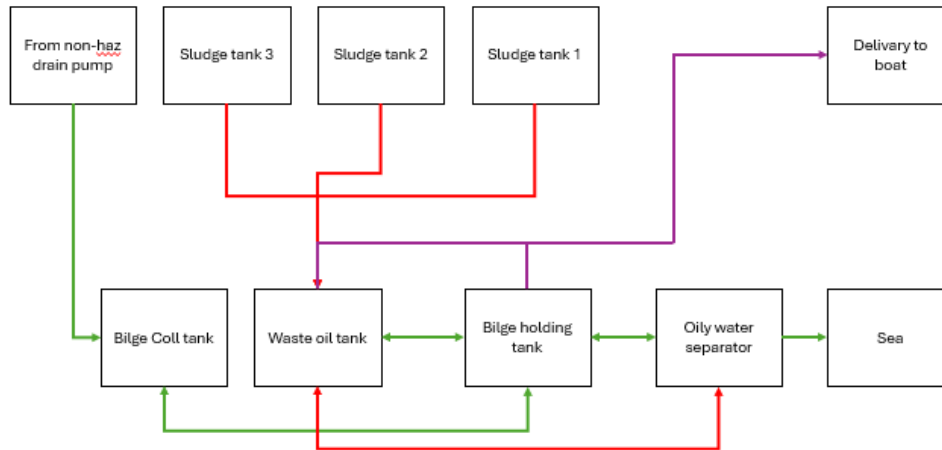 From non-haz
drain pump
Sludge tank 3
Sludge tank 2
Sludge tank 1
Delivary to
boat
Bilge Coll tank
Waste oil tank
Bilge holding
tank
Oily water
separator
Sea